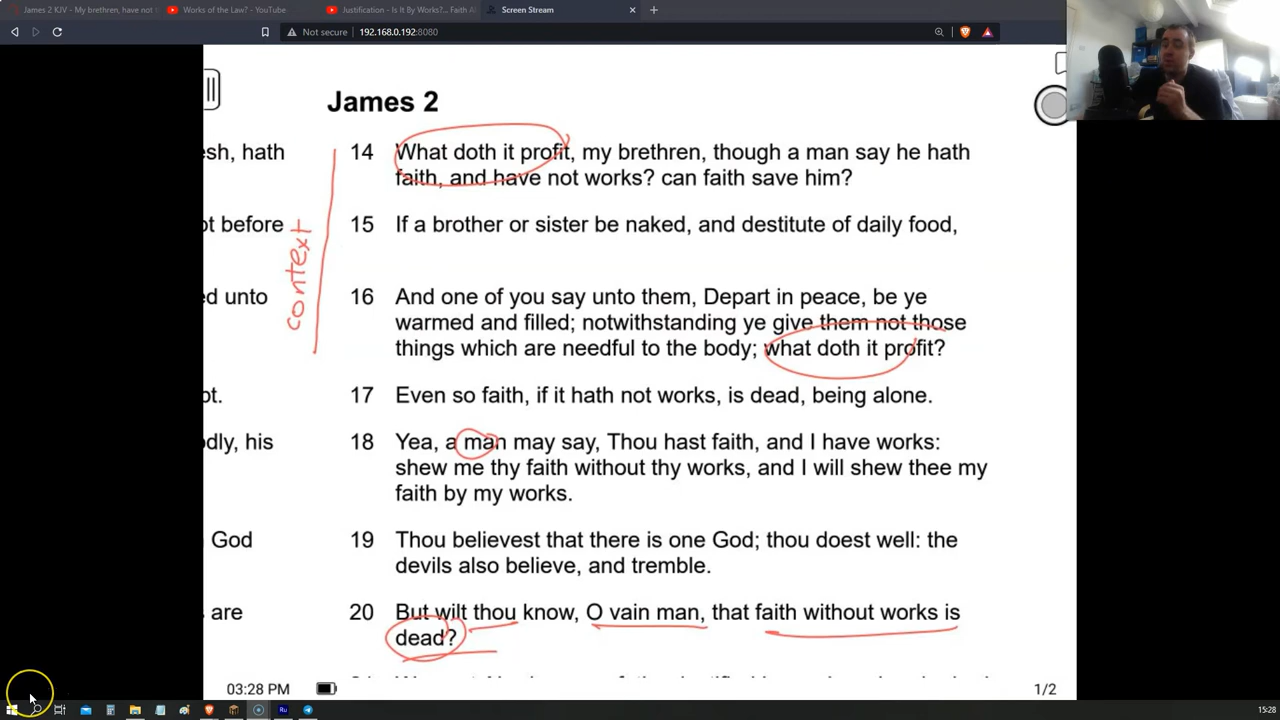 James 2 KJV - My brethren, have not
Works of the Law? - YouTube
Justification - Is It By Works?... Faith Al
Screen Stream
Not secure
192.168.0.192:8080
James 2
esh, hath
14 What doth it profit, my brethren, though a man say he hath
faith, and have not works? can faith save him?
ot before
15 If a brother or sister be naked, and destitute of daily food,
context
ed unto
16 And one of you say unto them, Depart in peace, be ye
warmed and filled; notwithstanding ye give them not those
things which are needful to the body; what doth it profit?
pt.
17 Even so faith, if it hath not works, is dead, being alone.
odly, his
18 Yea, a man may say, Thou hast faith, and I have works:
shew me thy faith without thy works, and I will shew thee my
faith by my works.
God
19 Thou believest that there is one God; thou doest well: the
devils also believe, and tremble.
s are
20 But wilt thou know, O vain man, that faith without works is
dead?
03:28 PM
1/2
Ru
15:28